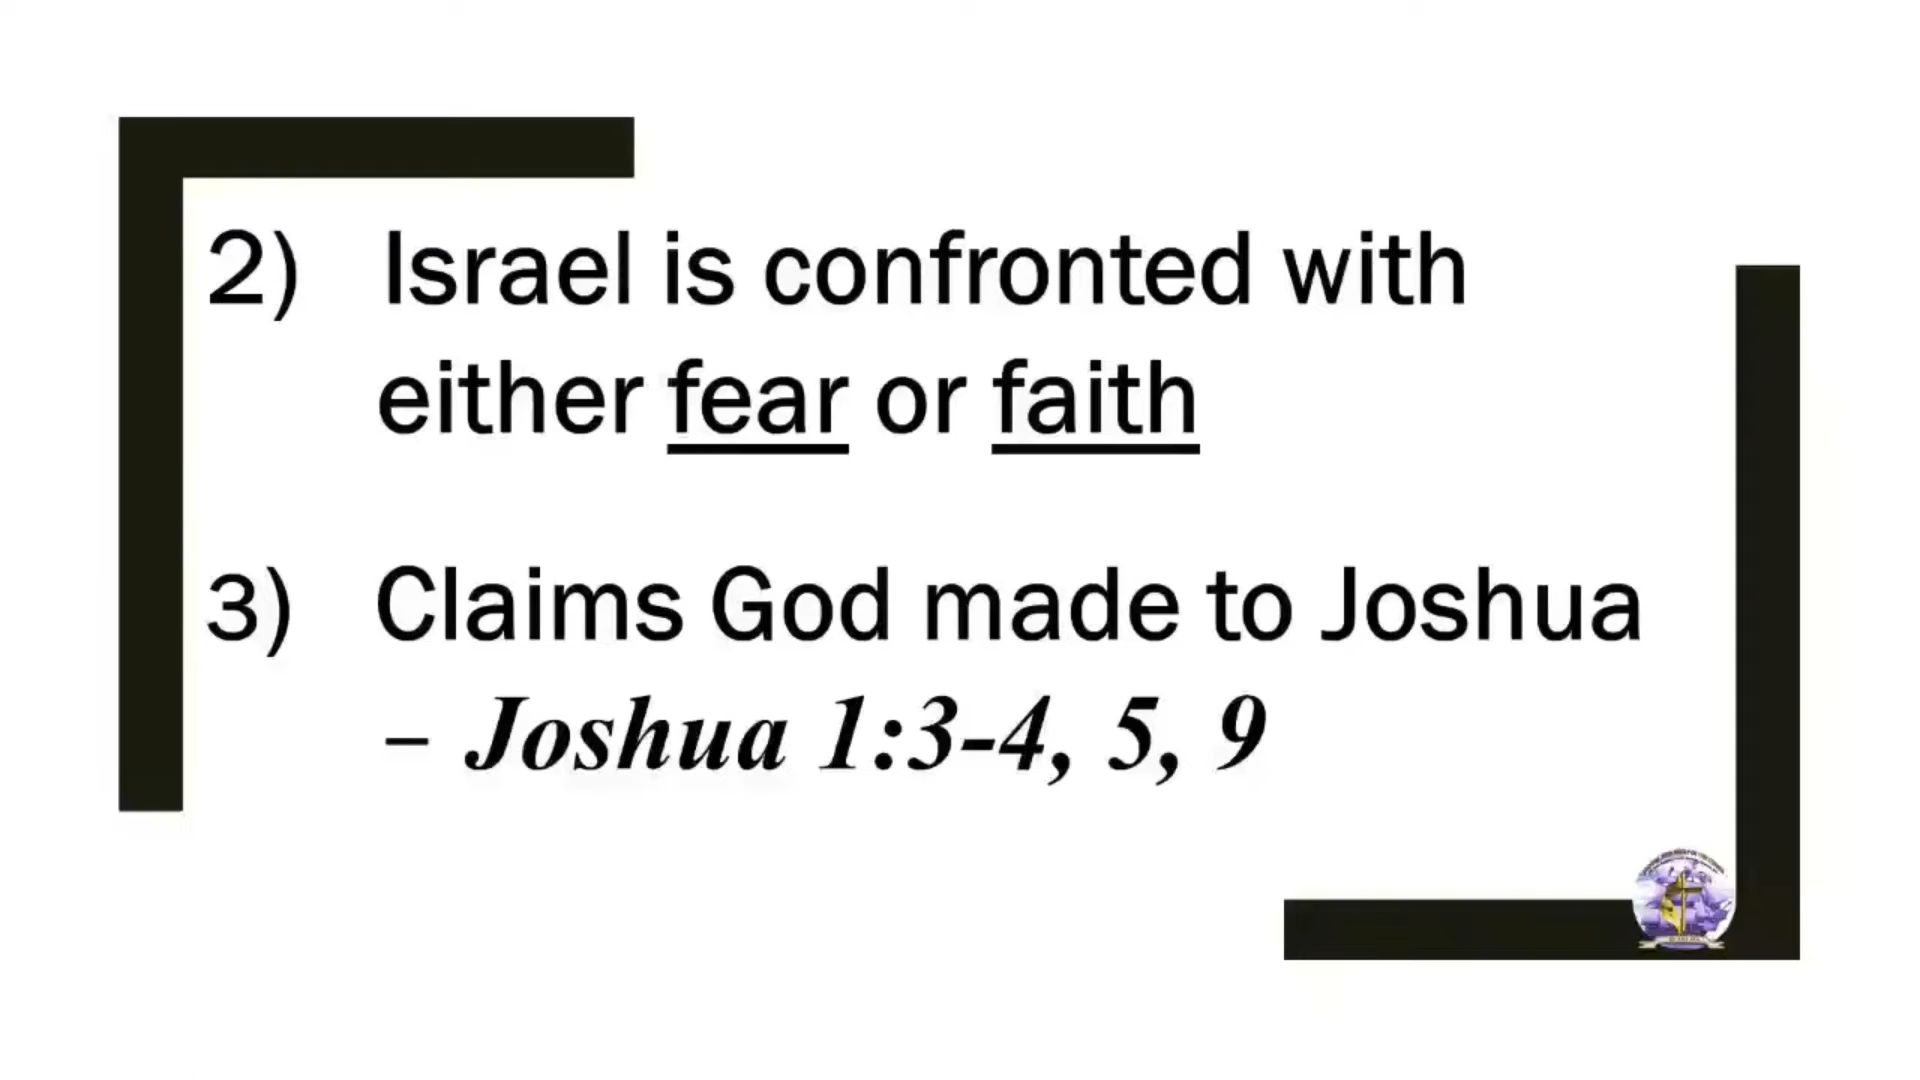 2) Israel is confronted with
either fear or faith
3) Claims God made to Joshua
– Joshua 1:3-4, 5, 9